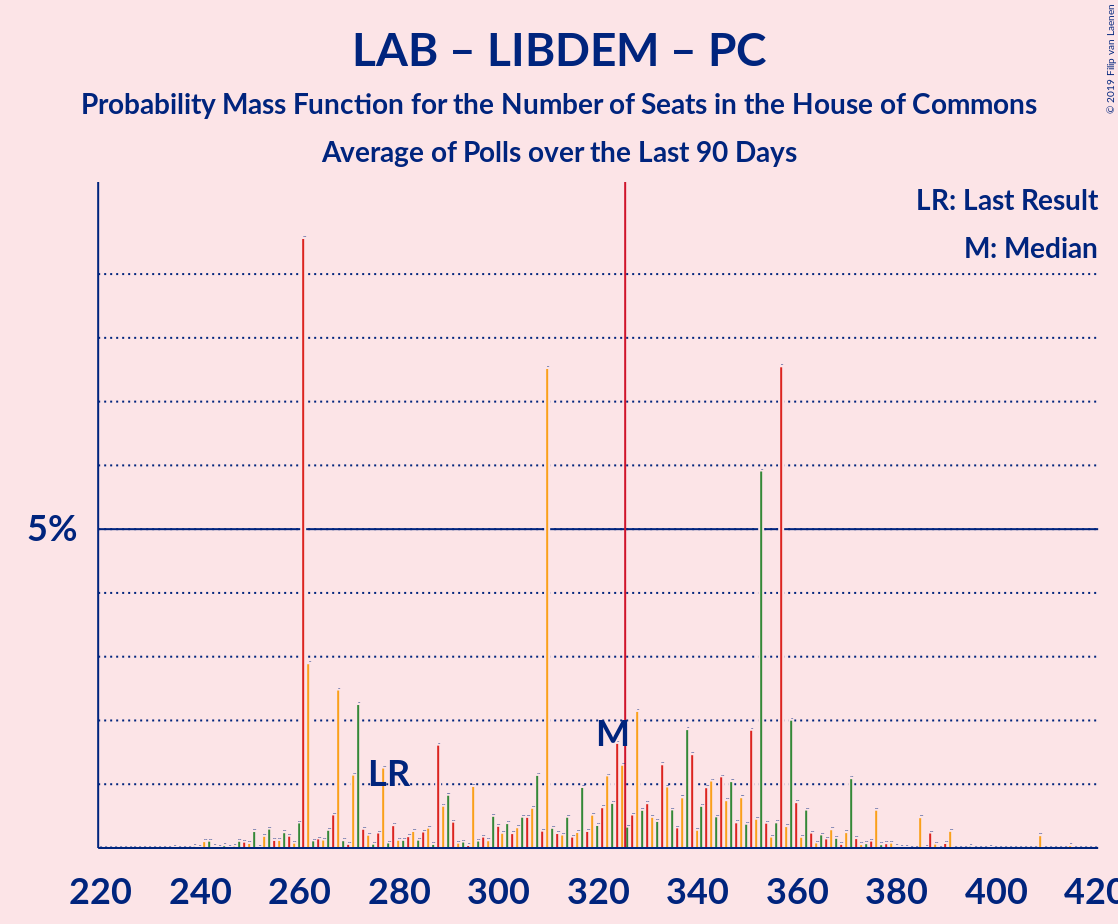 LAB – LIBDEM – PC
Probability Mass Function for the Number of Seats in the House of Commons
Average of Polls over the Last 90 Days
© 2019 Filip van Laenen
LR: Last Result
M: Median
5%
M
LR
220 240 260 280 300 320 340 360 380 400 420